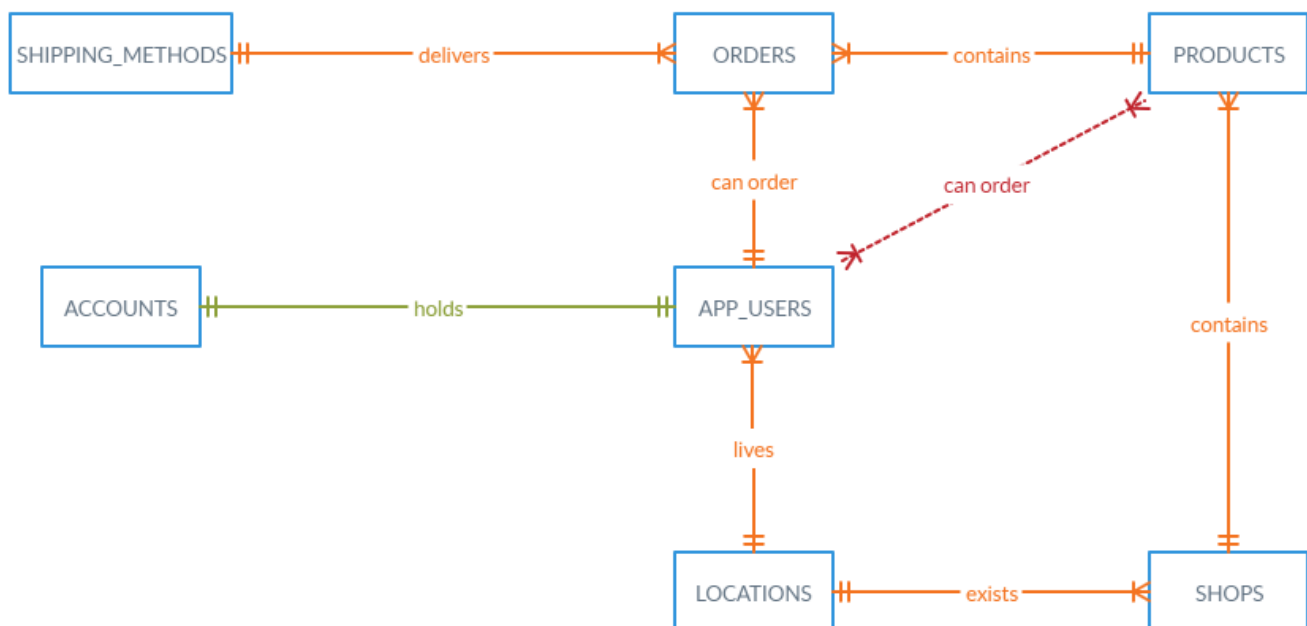 SHIPPING_METHODS
delivers
ORDERS
contains
PRODUCTS
can order
can order
ACCOUNTS
holds
APP_USERS
contains
lives
LOCATIONS
exists
SHOPS